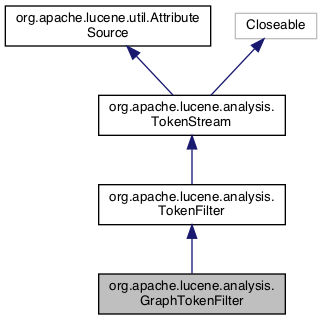 org.apache.lucene.util.Attribute
Source
Closeable
org.apache.lucene.analysis.
TokenStream
org.apache.lucene.analysis.
TokenFilter
org.apache.lucene.analysis.
GraphTokenFilter